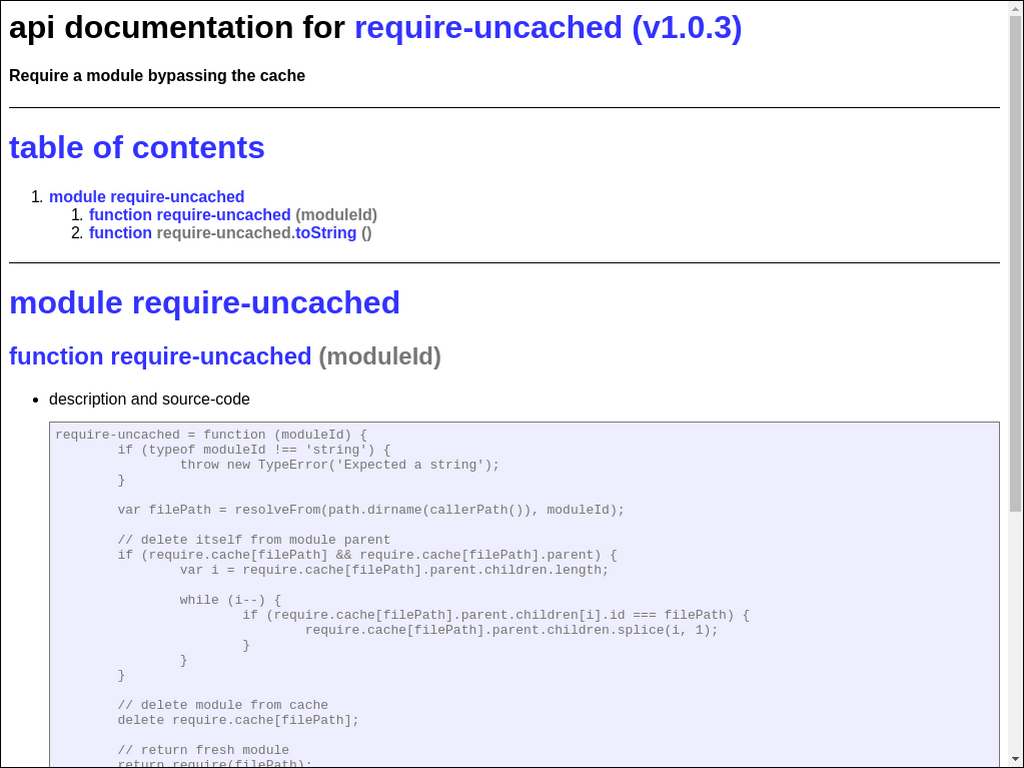 api documentation for require-uncached (v1.0.3)
Require a module bypassing the cache
table of contents
1. module require-uncached
1. function require-uncached (moduleId)
2. function require-uncached.toString ()
module require-uncached
function require-uncached (moduleId)
• description and source-code
require-uncached = function (moduleId) {
        if (typeof moduleId !== 'string') {
                throw new TypeError('Expected a string');
        }
        var filePath = resolveFrom(path.dirname(callerPath()), moduleId);
        // delete itself from module parent
        if (require.cache[filePath] && require.cache[filePath].parent) {
                var i = require.cache[filePath].parent.children.length;
                while (i--) {
                        if (require.cache[filePath].parent.children[i].id === filePath) {
                                require.cache[filePath].parent.children.splice(i, 1);
                        }
                }
        }
        // delete module from cache
        delete require.cache[filePath];
        // return fresh module
        return require(filePath);